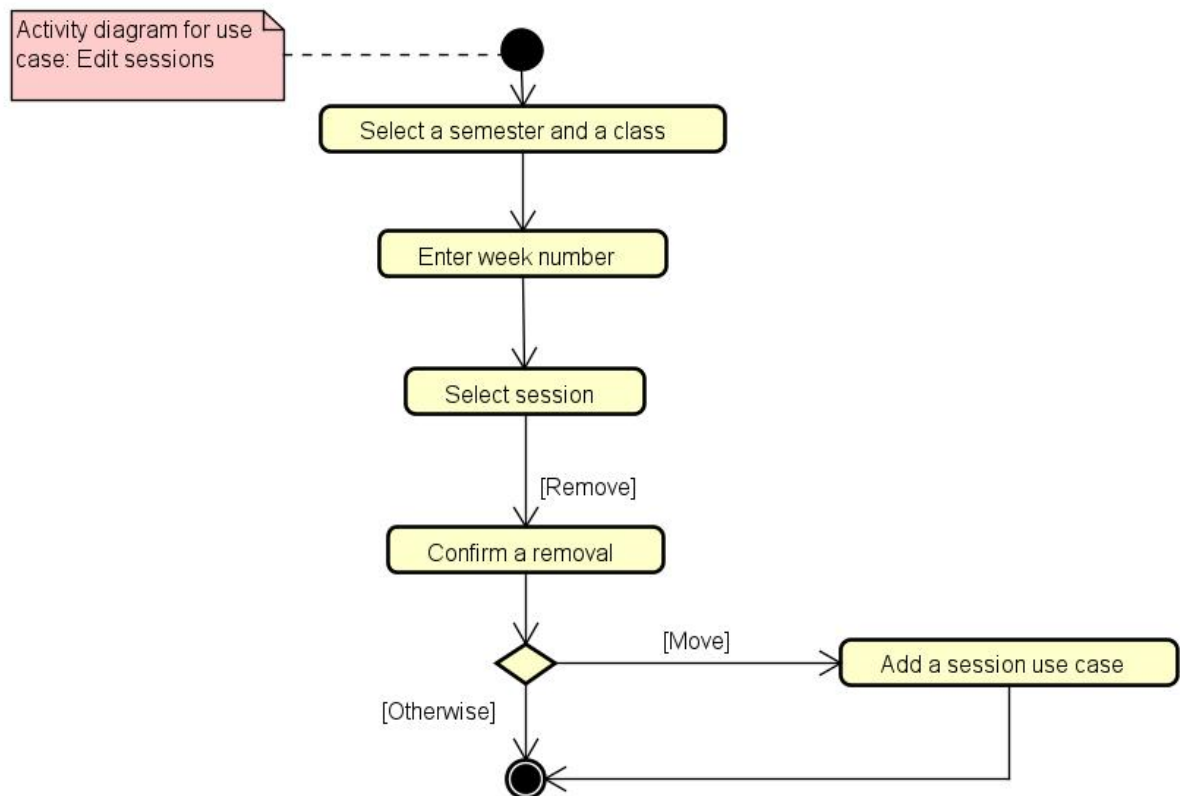 Activity diagram for use
case: Edit sessions
Select a semester and a class
Enter week number
Select session
[Remove]
Confirm a removal
[Move]
Add a session use case
[Otherwise]